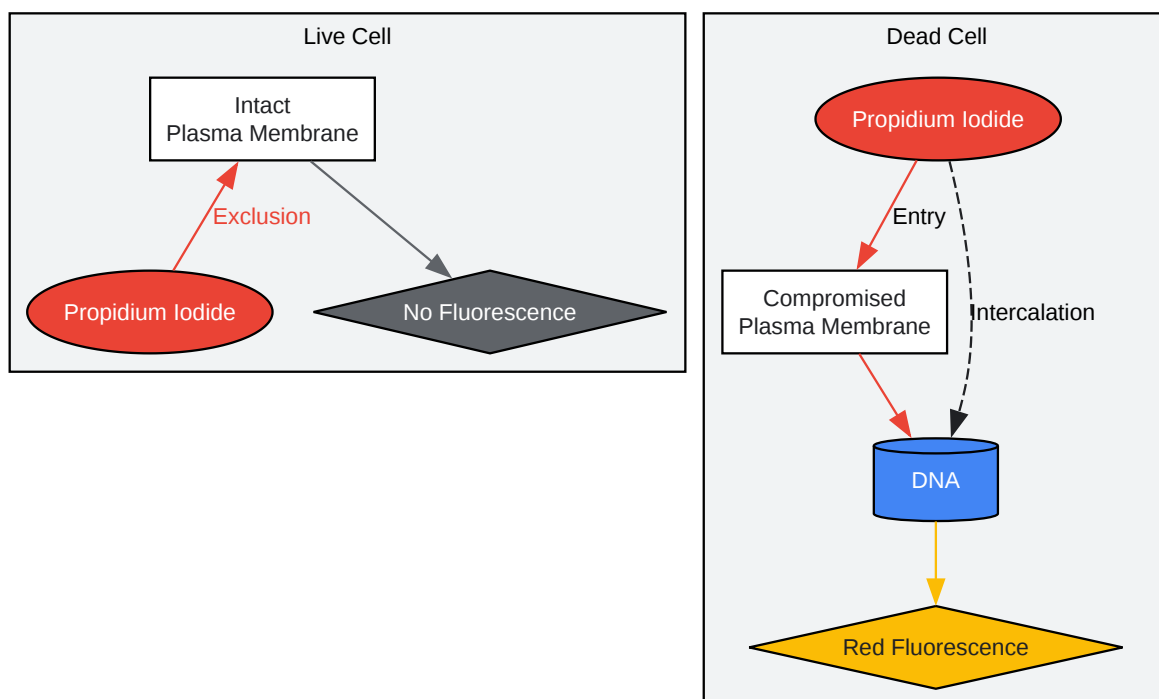 Live Cell
Intact
Plasma Membrane
Exclusion
Propidium Iodide
No Fluorescence
Dead Cell
Propidium Iodide
Entry
Compromised
Plasma Membrane
Intercalation
DNA
Red Fluorescence